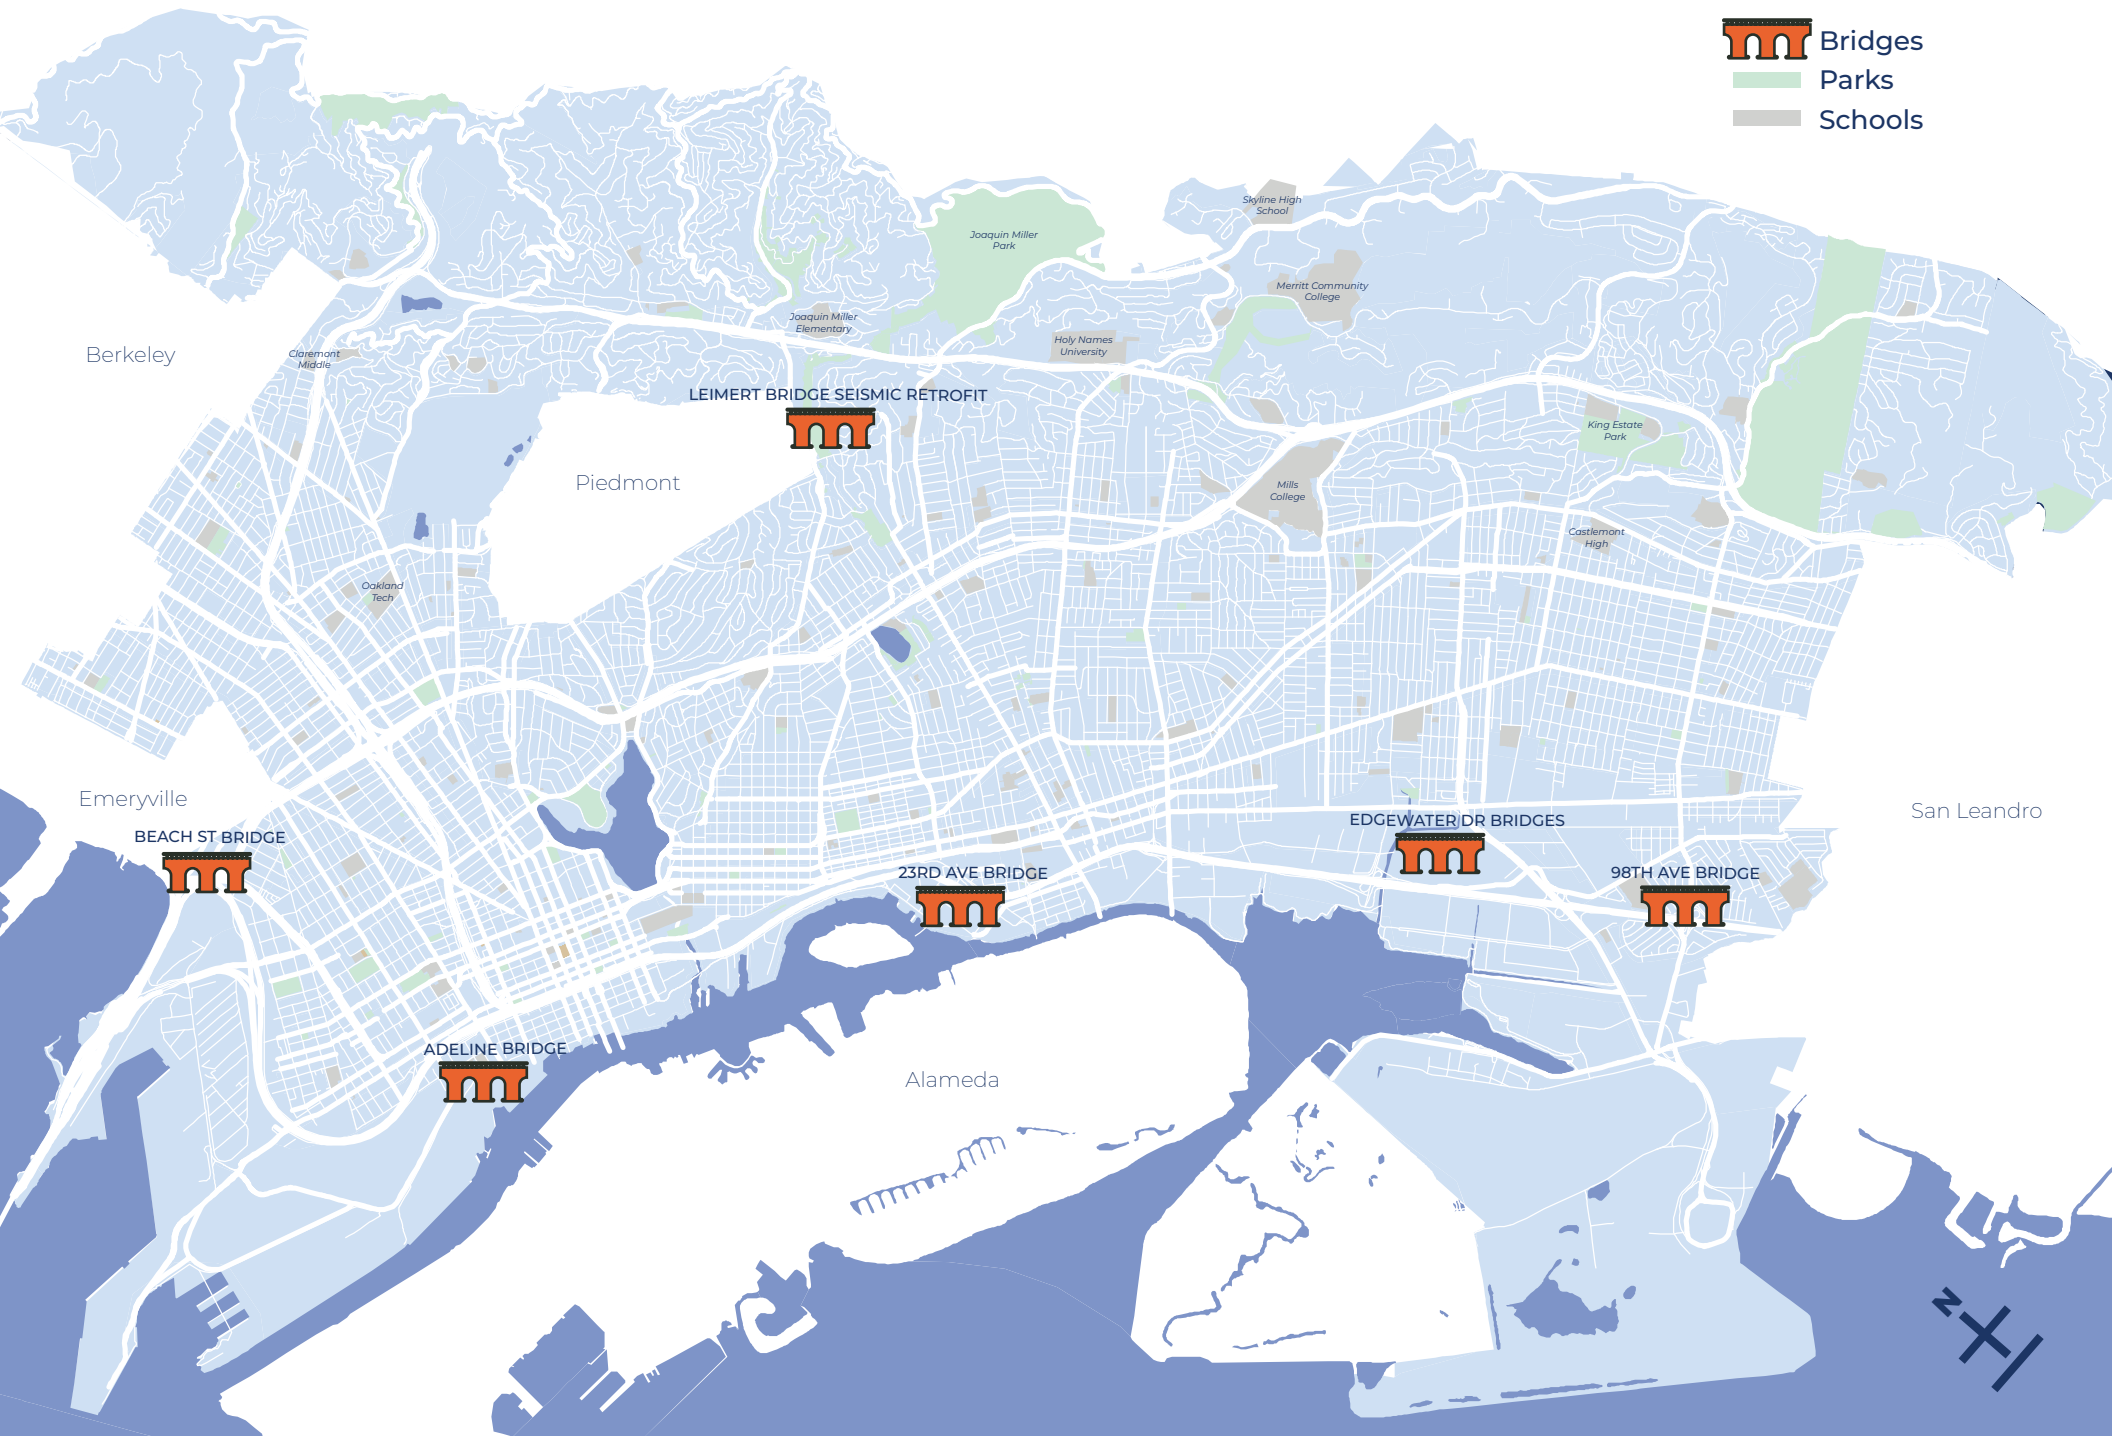 Bridges
Parks
Schools
Skyline High
School
Joaquin Miller
Park
Merritt Community
College
Joaquin Miller
Elementary
Holy Names
University
Berkeley
Claremont
Middle
LEIMERT BRIDGE SEISMIC RETROFIT
King Estate
Park
Piedmont
Mills
College
Castlemont
High
Oakland
Tech
Emeryville
San Leandro
BEACH ST BRIDGE
EDGEWATER DR BRIDGES
23RD AVE BRIDGE
98TH AVE BRIDGE
ADELINE BRIDGE
Alameda
N